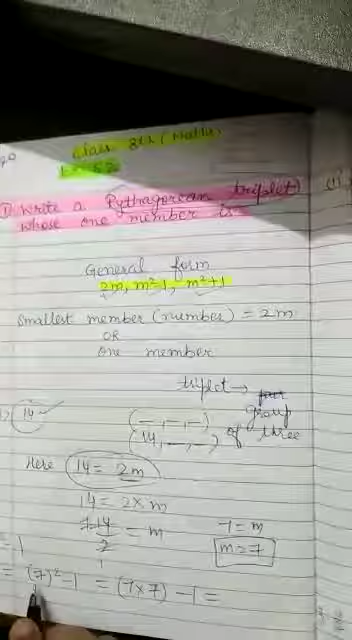 Class 8th (Maths)
Q) Write a Pythagorean triplet
whose one member is
General form
2m, m²-1, m²+1
Smallest member (number) = 2m
OR
one member
triplet → group
of three
(_, _, _)
(14, _, _)
14
Here 14 = 2m
14 = 2 × m
14/2 = m
7 = m
m = 7
= (7)² - 1 = (7×7) - 1 =